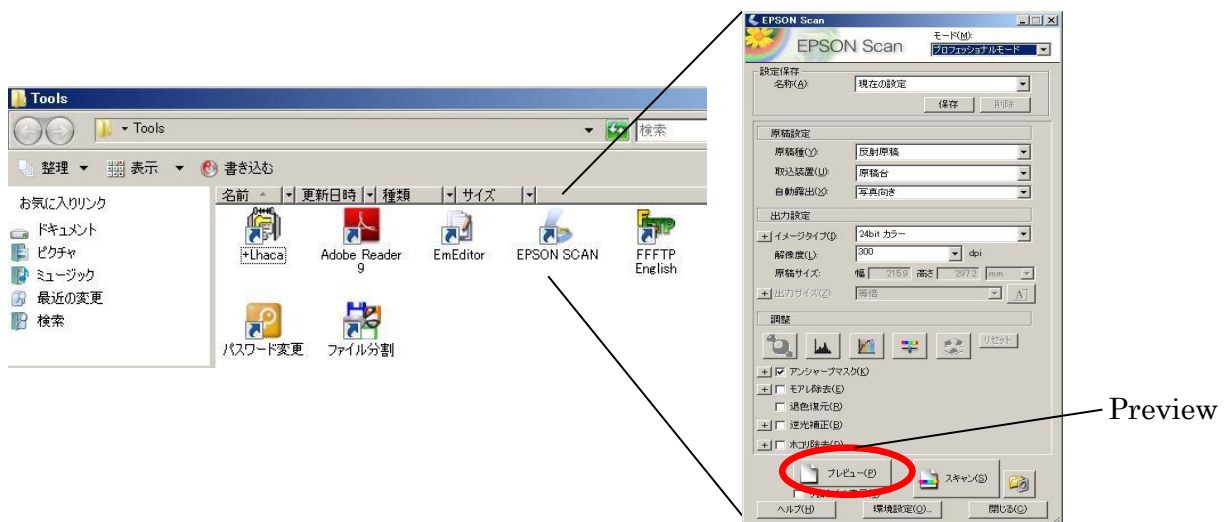 Tools
Tools
検索
整理 ▼ 表示 ▼ 書き込む
お気に入りリンク
ドキュメント
ピクチャ
ミュージック
最近の変更
検索
名前 更新日時 種類 サイズ
+Lhaca
Adobe Reader
9
EmEditor
EPSON SCAN
FFFTP
English
パスワード変更
ファイル分割
EPSON Scan
EPSON Scan
モード(M):
プロフェッショナルモード
設定保存
名称(A):
現在の設定
保存
削除
原稿設定
原稿種(Y):
反射原稿
取込装置(U):
原稿台
自動露出(X):
写真向き
出力設定
+ イメージタイプ(I):
24bit カラー
解像度(L):
300
dpi
原稿サイズ:
幅 215.9 高さ 297.2 mm
+ 出力サイズ(Z)
等倍
調整
リセット
+ アンシャープマスク(K)
+ モアレ除去(E)
退色復元(R)
+ 逆光補正(B)
+ ホコリ除去(D)
プレビュー(P)
スキャン(S)
ヘルプ(H)
環境設定(O)...
閉じる(C)
Preview